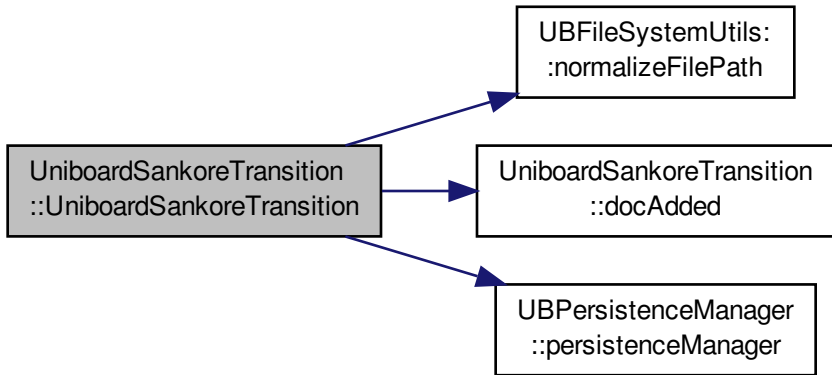 UBFileSystemUtils:
:normalizeFilePath
UniboardSankoreTransition
::UniboardSankoreTransition
UniboardSankoreTransition
::docAdded
UBPersistenceManager
::persistenceManager